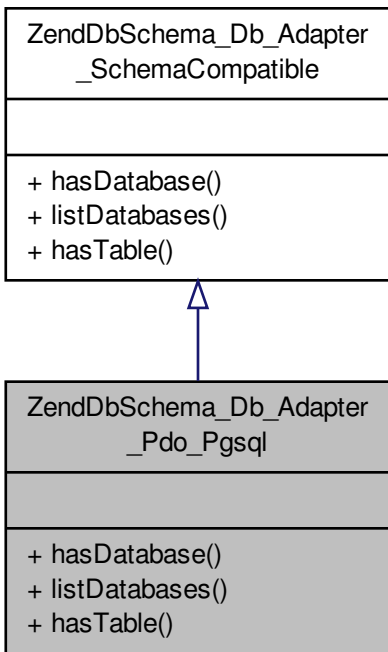 ZendDbSchema_Db_Adapter
_SchemaCompatible
+ hasDatabase()
+ listDatabases()
+ hasTable()
ZendDbSchema_Db_Adapter
_Pdo_Pgsql
+ hasDatabase()
+ listDatabases()
+ hasTable()